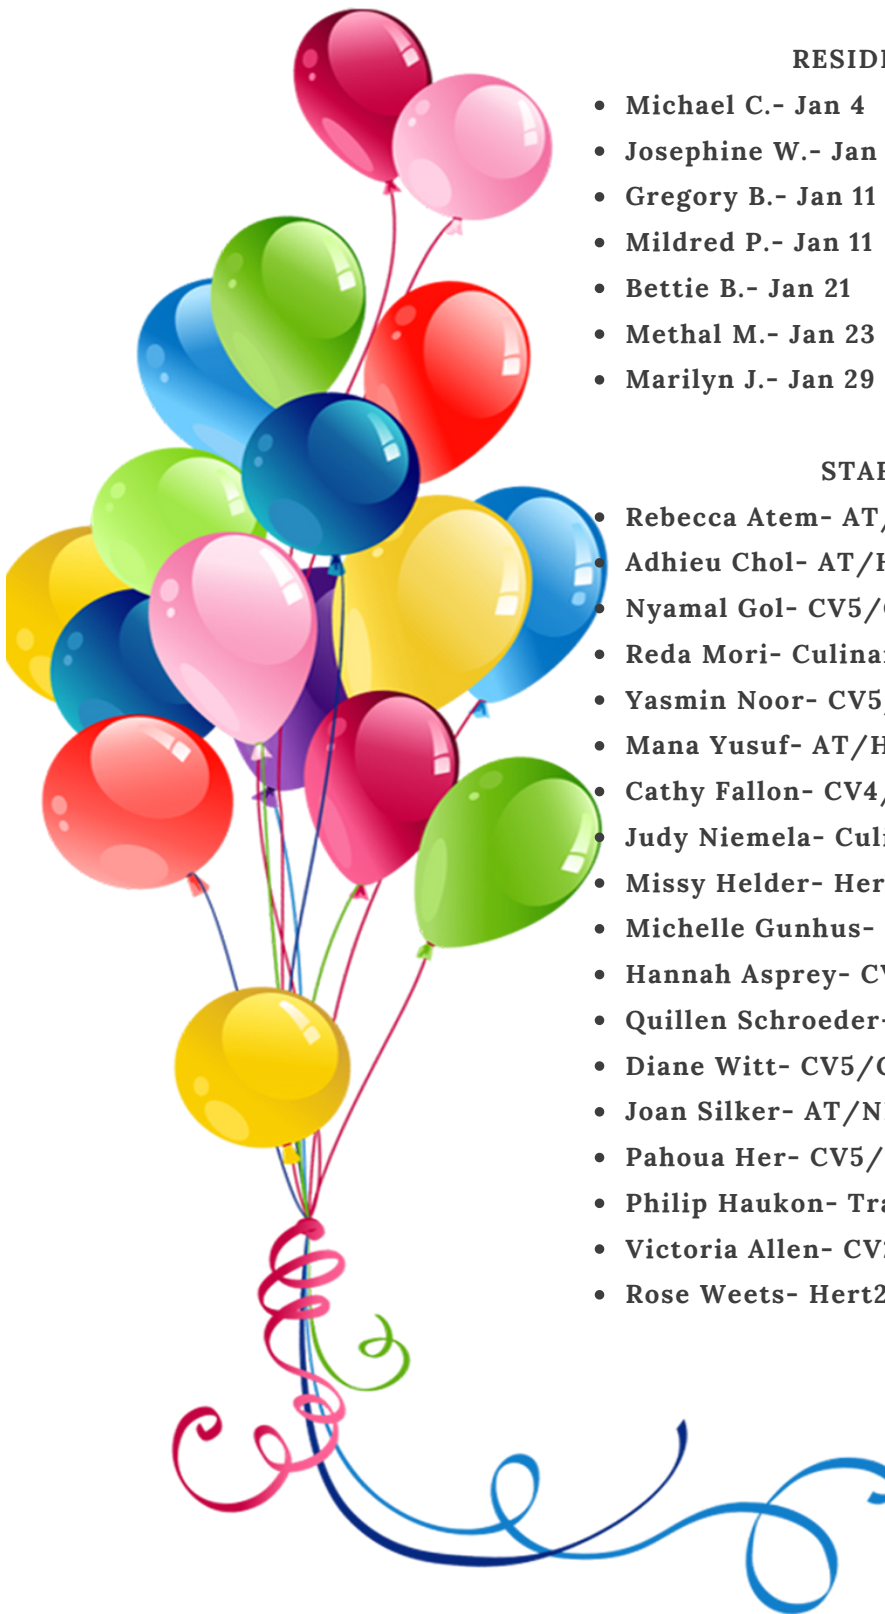 RESID
Michael C.- Jan 4
Josephine W.- Jan
Gregory B.- Jan 11
Mildred P.- Jan 11
Bettie B.- Jan 21
Methal M.- Jan 23
Marilyn J.- Jan 29
STA
Rebecca Atem- AT/
Adhieu Chol- AT/H
Nyamal Gol- CV5/
Reda Mori- Culina
Yasmin Noor- CV5
Mana Yusuf- AT/H
Cathy Fallon- CV4/
Judy Niemela- Culi
Missy Helder- Her
Michelle Gunhus-
Hannah Asprey- C
Quillen Schroeder-
Diane Witt- CV5/
Joan Silker- AT/N
Pahoua Her- CV5/
Philip Haukon- Tra
Victoria Allen- CV
Rose Weets- Hert2